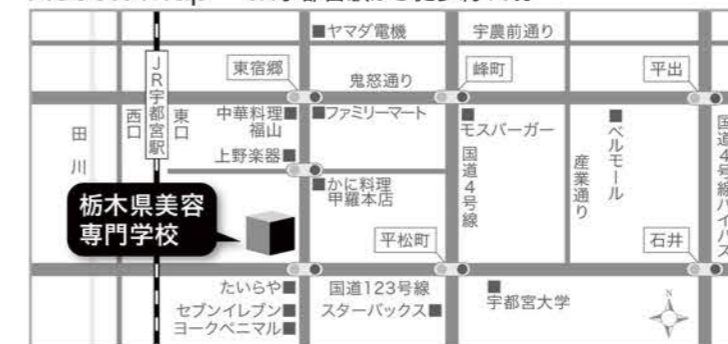 ヤマダ電機
宇農前通り
JR宇都宮駅
東宿郷
鬼怒通り
峰町
平出
西口
東口
中華料理
福山
ファミリーマート
モスバーガー
ベルモール
田川
上野楽器
国道4号線
産業通り
国道4号線バイパス
かに料理
甲羅本店
栃木県美容
専門学校
平松町
石井
たいらや
国道123号線
セブンイレブン
スターバックス
宇都宮大学
ヨークベニマル
N